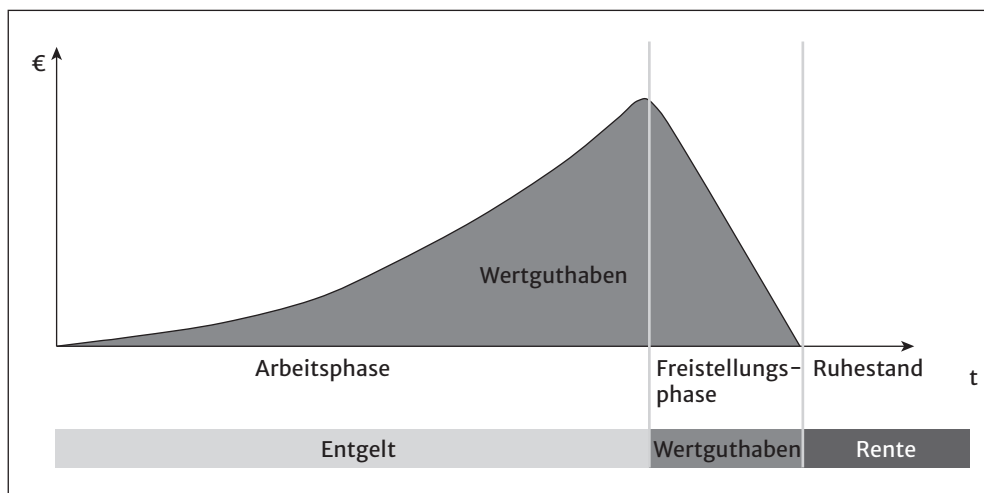 €
Wertguthaben
Arbeitsphase
Freistellungs-
phase
Ruhestand
t
Entgelt
Wertguthaben
Rente